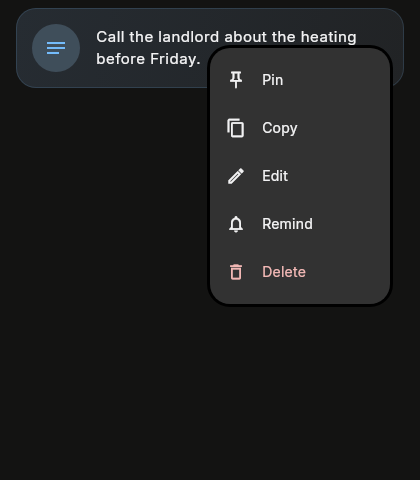 Call the landlord about the heating
before Friday.
Pin
Copy
Edit
Remind
Delete